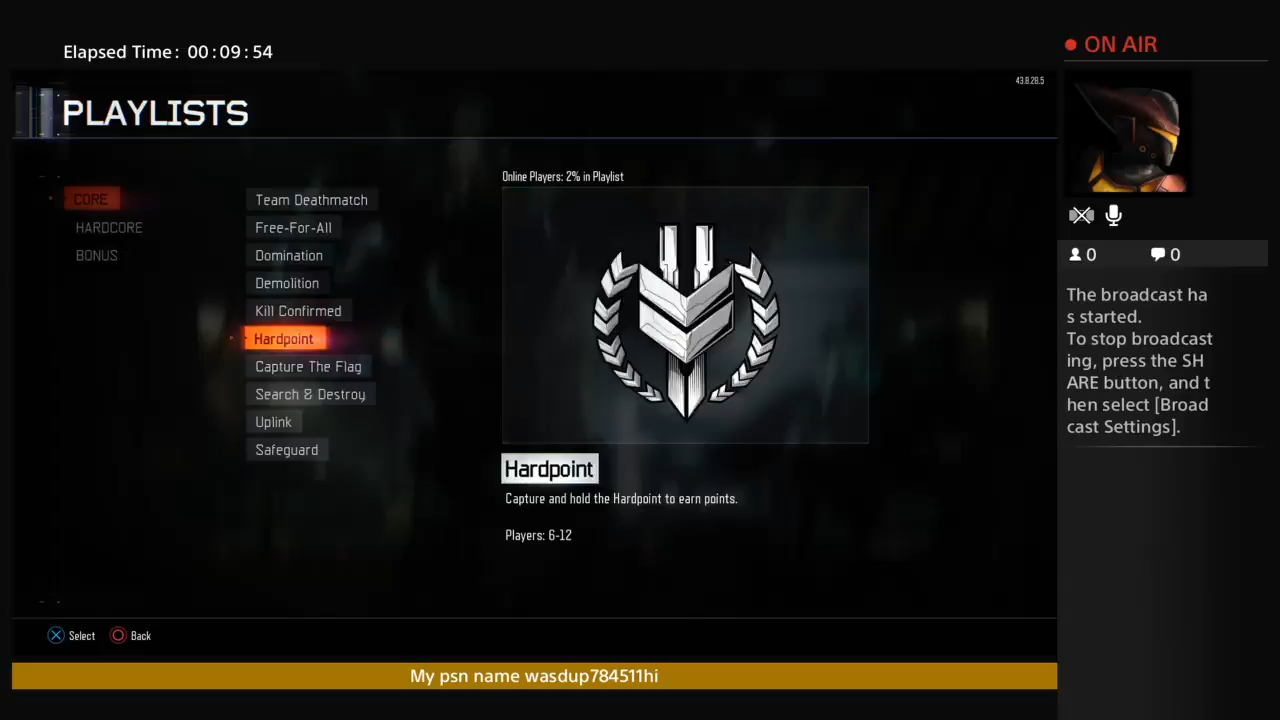 Elapsed Time: 00:09:54
ON AIR
43.8.28.5
PLAYLISTS
CORE
HARDCORE
BONUS
Team Deathmatch
Free-For-All
Domination
Demolition
Kill Confirmed
Hardpoint
Capture The Flag
Search & Destroy
Uplink
Safeguard
Online Players: 2% in Playlist
Hardpoint
Capture and hold the Hardpoint to earn points.
Players: 6-12
0 0
The broadcast ha
s started.
To stop broadcast
ing, press the SH
ARE button, and t
hen select [Broad
cast Settings].
Select Back
My psn name wasdup784511hi